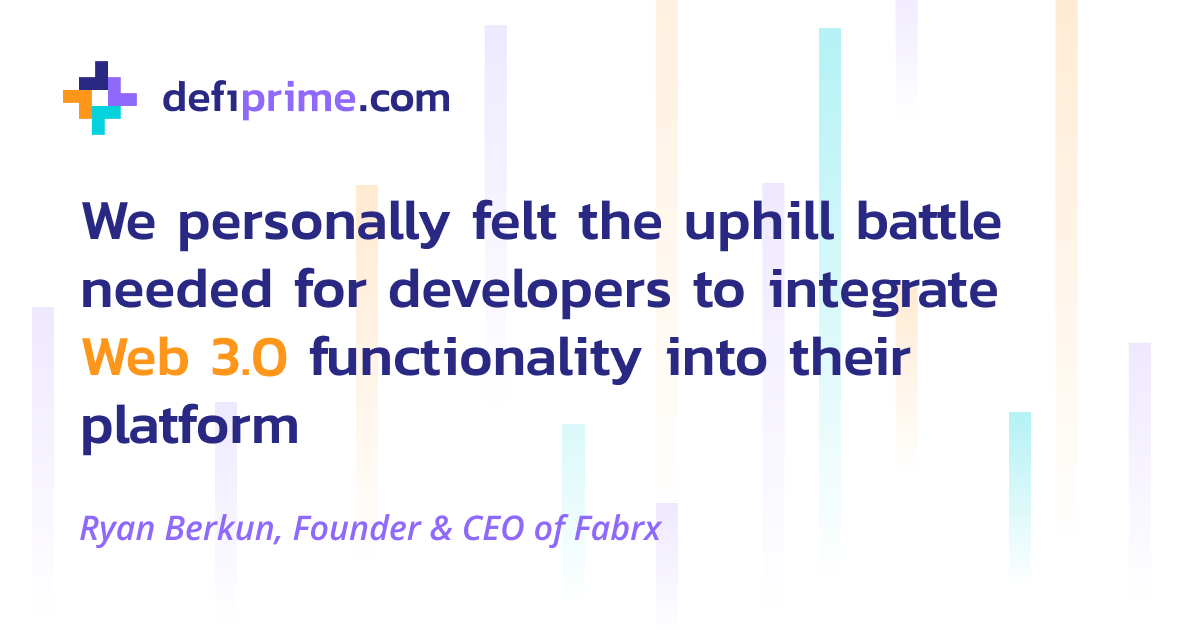 defiprime.com
We personally felt the uphill battle
needed for developers to integrate
Web 3.0 functionality into their
platform
Ryan Berkun, Founder & CEO of Fabrx